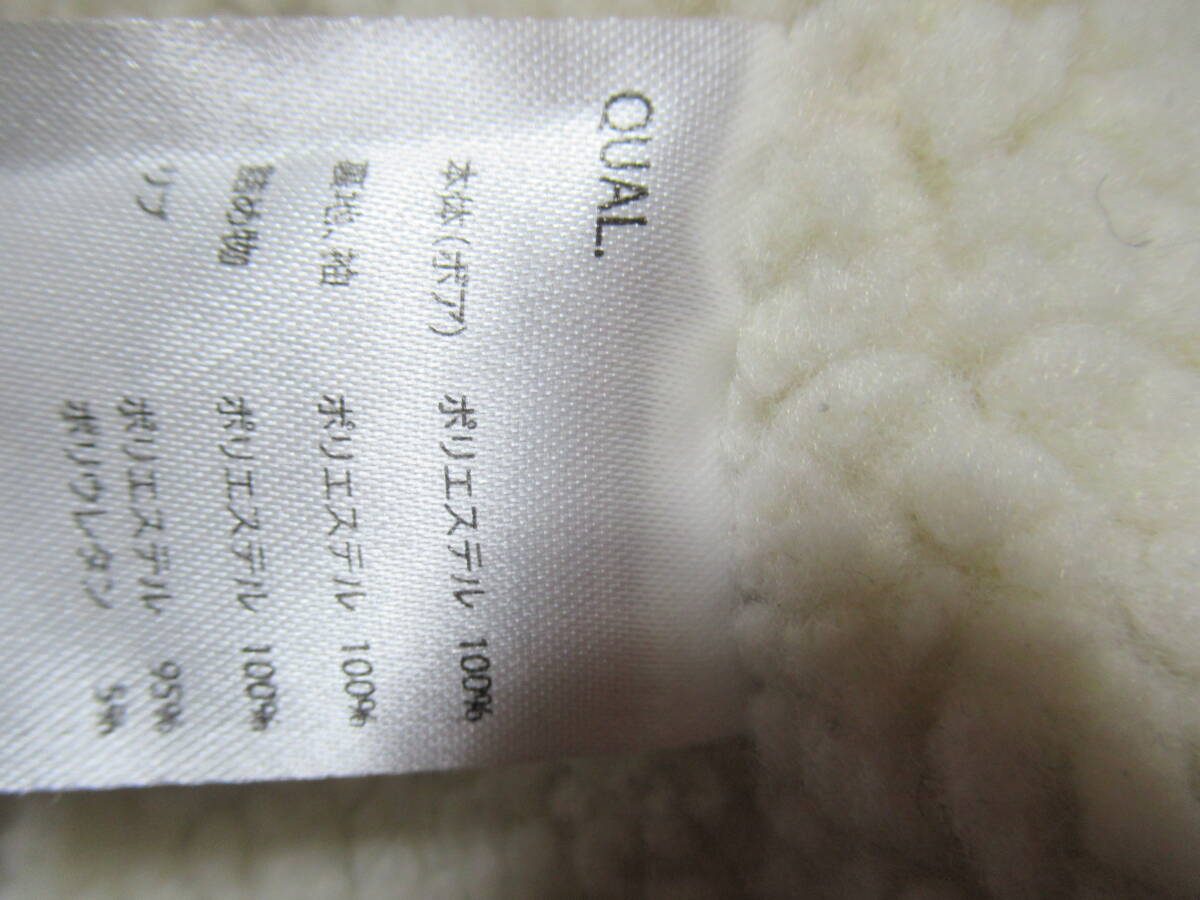 QUAL.
本体(ボア) ポリエステル 100%
裏地、袖 ポリエステル 100%
詰め物 ポリエステル 100%
リブ ポリエステル 95%
ポリウレタン 5%